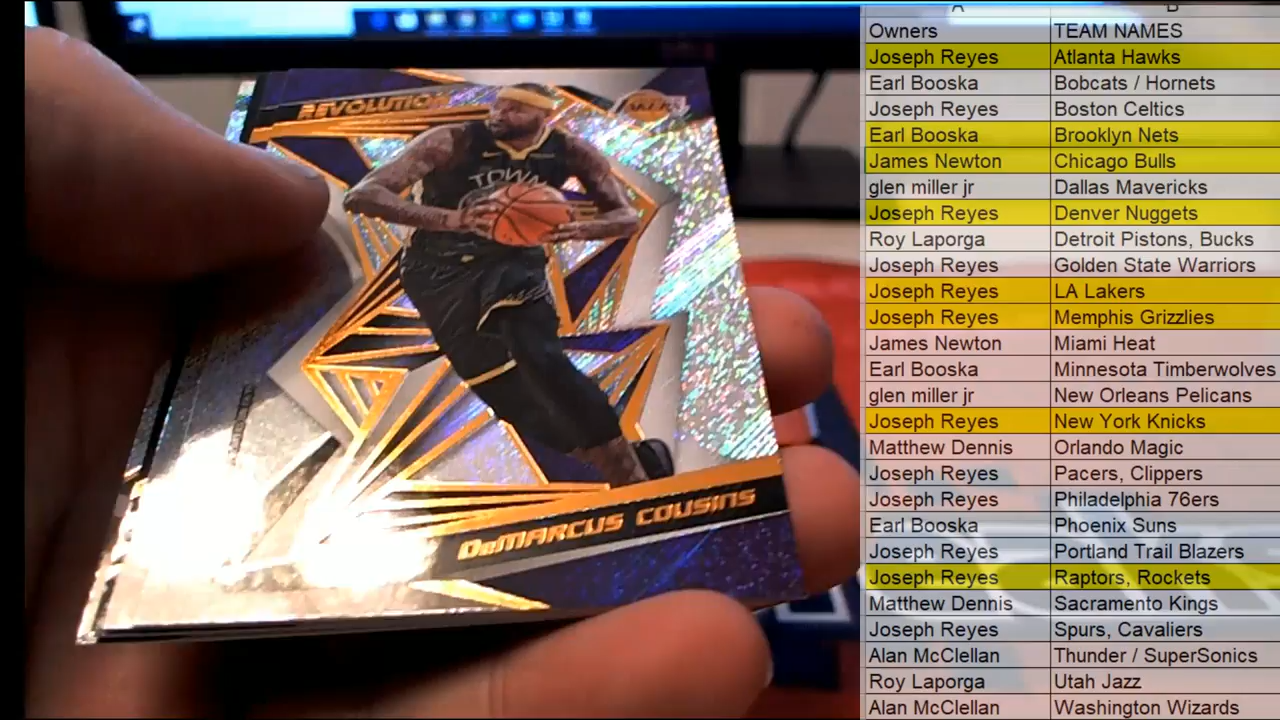 REVOLUTION
LAKERS
TOWN
DeMARCUS COUSINS
A B
Owners TEAM NAMES
Joseph Reyes Atlanta Hawks
Earl Booska Bobcats / Hornets
Joseph Reyes Boston Celtics
Earl Booska Brooklyn Nets
James Newton Chicago Bulls
glen miller jr Dallas Mavericks
Joseph Reyes Denver Nuggets
Roy Laporga Detroit Pistons, Bucks
Joseph Reyes Golden State Warriors
Joseph Reyes LA Lakers
Joseph Reyes Memphis Grizzlies
James Newton Miami Heat
Earl Booska Minnesota Timberwolves
glen miller jr New Orleans Pelicans
Joseph Reyes New York Knicks
Matthew Dennis Orlando Magic
Joseph Reyes Pacers, Clippers
Joseph Reyes Philadelphia 76ers
Earl Booska Phoenix Suns
Joseph Reyes Portland Trail Blazers
Joseph Reyes Raptors, Rockets
Matthew Dennis Sacramento Kings
Joseph Reyes Spurs, Cavaliers
Alan McClellan Thunder / SuperSonics
Roy Laporga Utah Jazz
Alan McClellan Washington Wizards